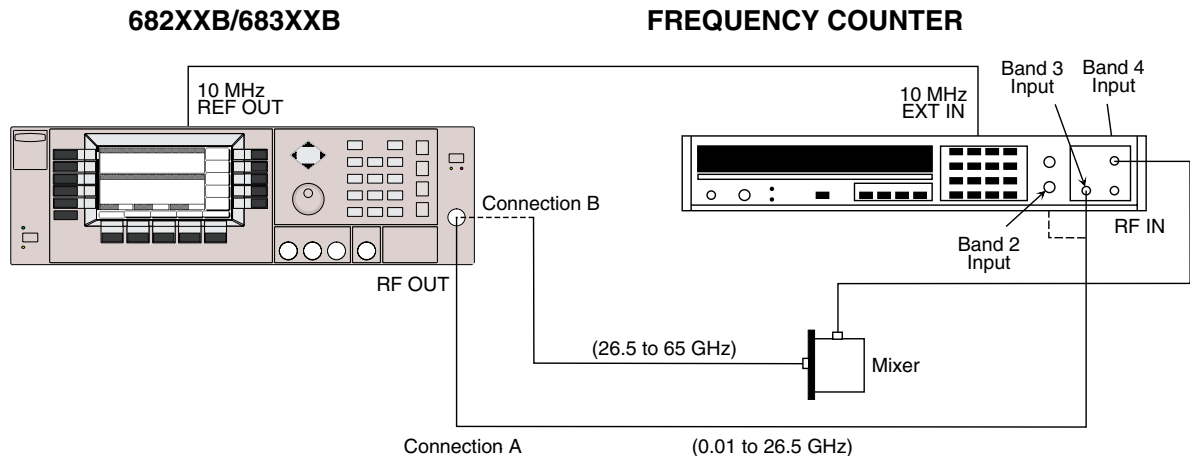 682XXB/683XXB
FREQUENCY COUNTER
10 MHz
REF OUT
10 MHz
EXT IN
Band 3
Input
Band 4
Input
Connection B
RF OUT
Band 2
Input
RF IN
(26.5 to 65 GHz)
Mixer
Connection A
(0.01 to 26.5 GHz)